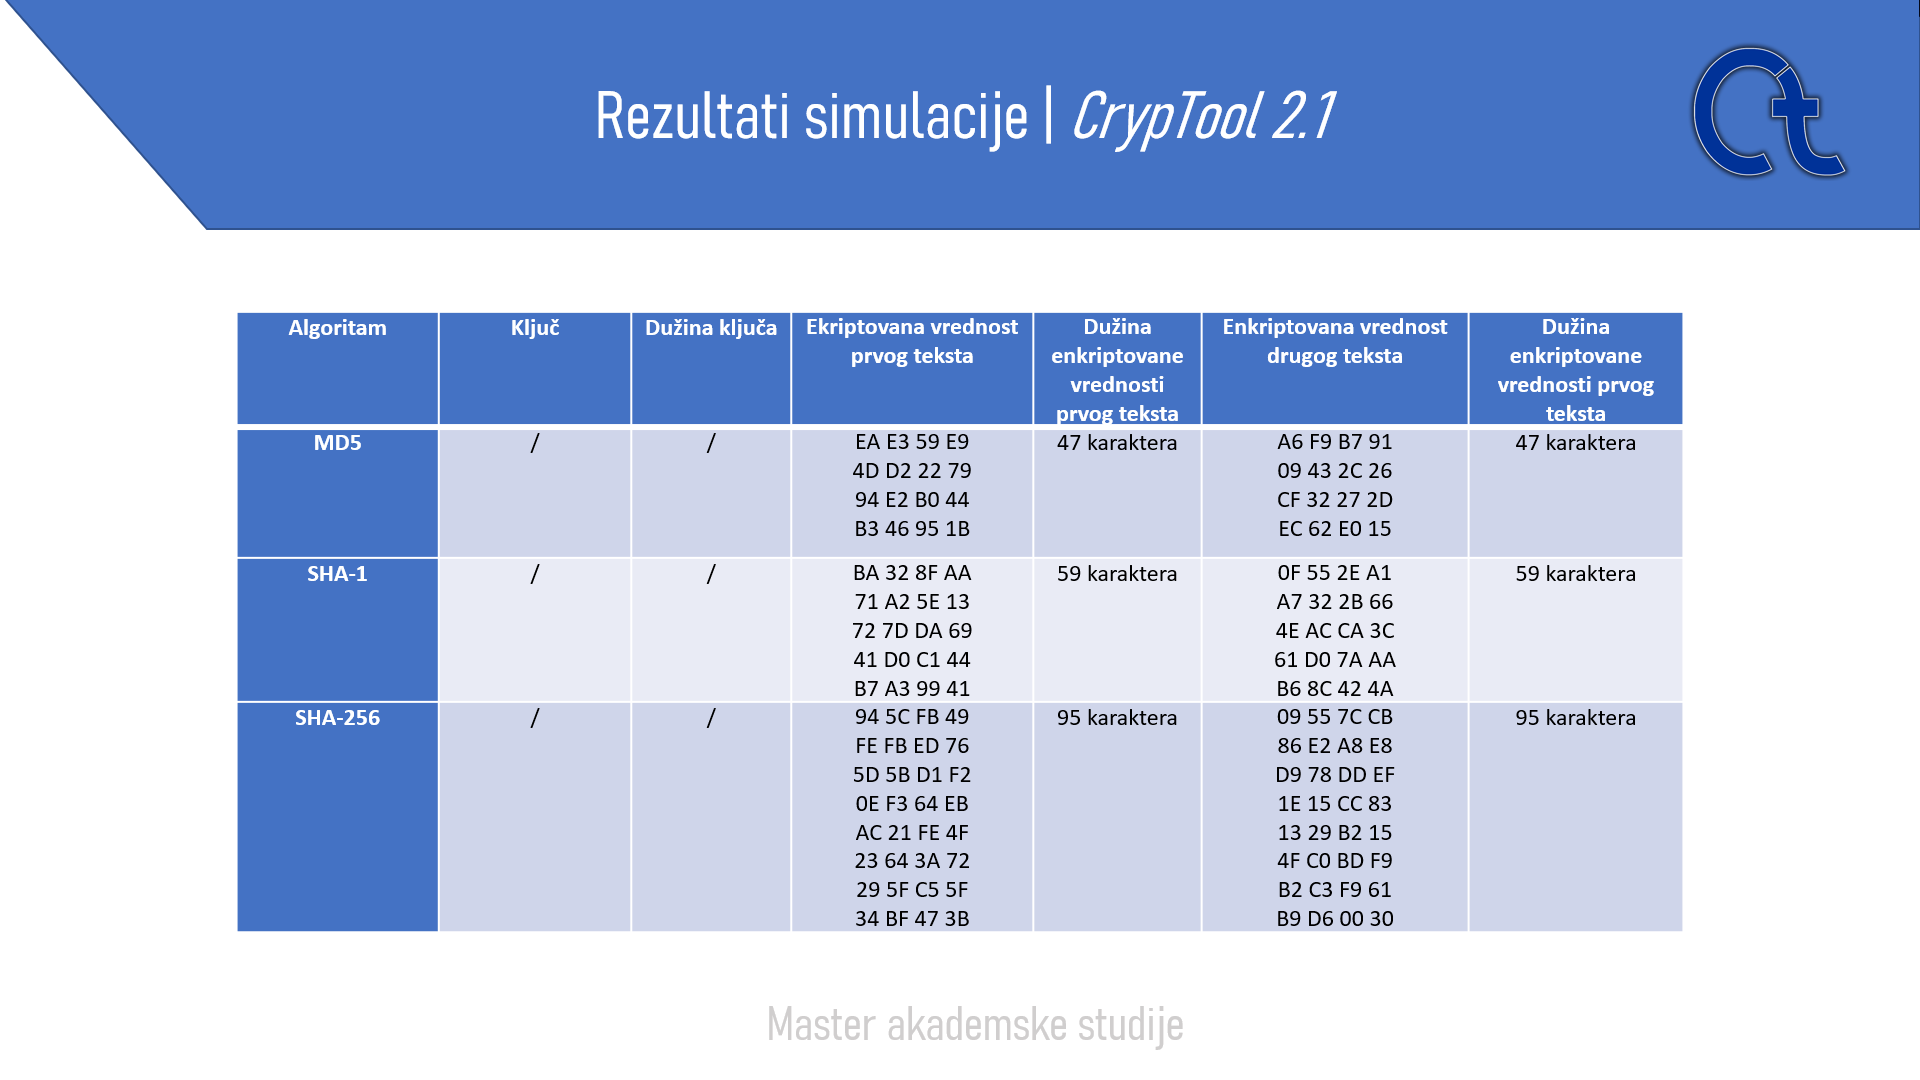 Rezultati simulacije | CrypTool 2.1
Ct
Algoritam
Ključ
Dužina ključa
Ekriptovana vrednost
prvog teksta
Dužina
enkriptovane
vrednosti
prvog teksta
Enkriptovana vrednost
drugog teksta
Dužina
enkriptovane
vrednosti prvog
teksta
MD5
/
/
EA E3 59 E9
4D D2 22 79
94 E2 B0 44
B3 46 95 1B
47 karaktera
A6 F9 B7 91
09 43 2C 26
CF 32 27 2D
EC 62 E0 15
47 karaktera
SHA-1
/
/
BA 32 8F AA
71 A2 5E 13
72 7D DA 69
41 D0 C1 44
B7 A3 99 41
59 karaktera
0F 55 2E A1
A7 32 2B 66
4E AC CA 3C
61 D0 7A AA
B6 8C 42 4A
59 karaktera
SHA-256
/
/
94 5C FB 49
FE FB ED 76
5D 5B D1 F2
0E F3 64 EB
AC 21 FE 4F
23 64 3A 72
29 5F C5 5F
34 BF 47 3B
95 karaktera
09 55 7C CB
86 E2 A8 E8
D9 78 DD EF
1E 15 CC 83
13 29 B2 15
4F C0 BD F9
B2 C3 F9 61
B9 D6 00 30
95 karaktera
Master akademske studije